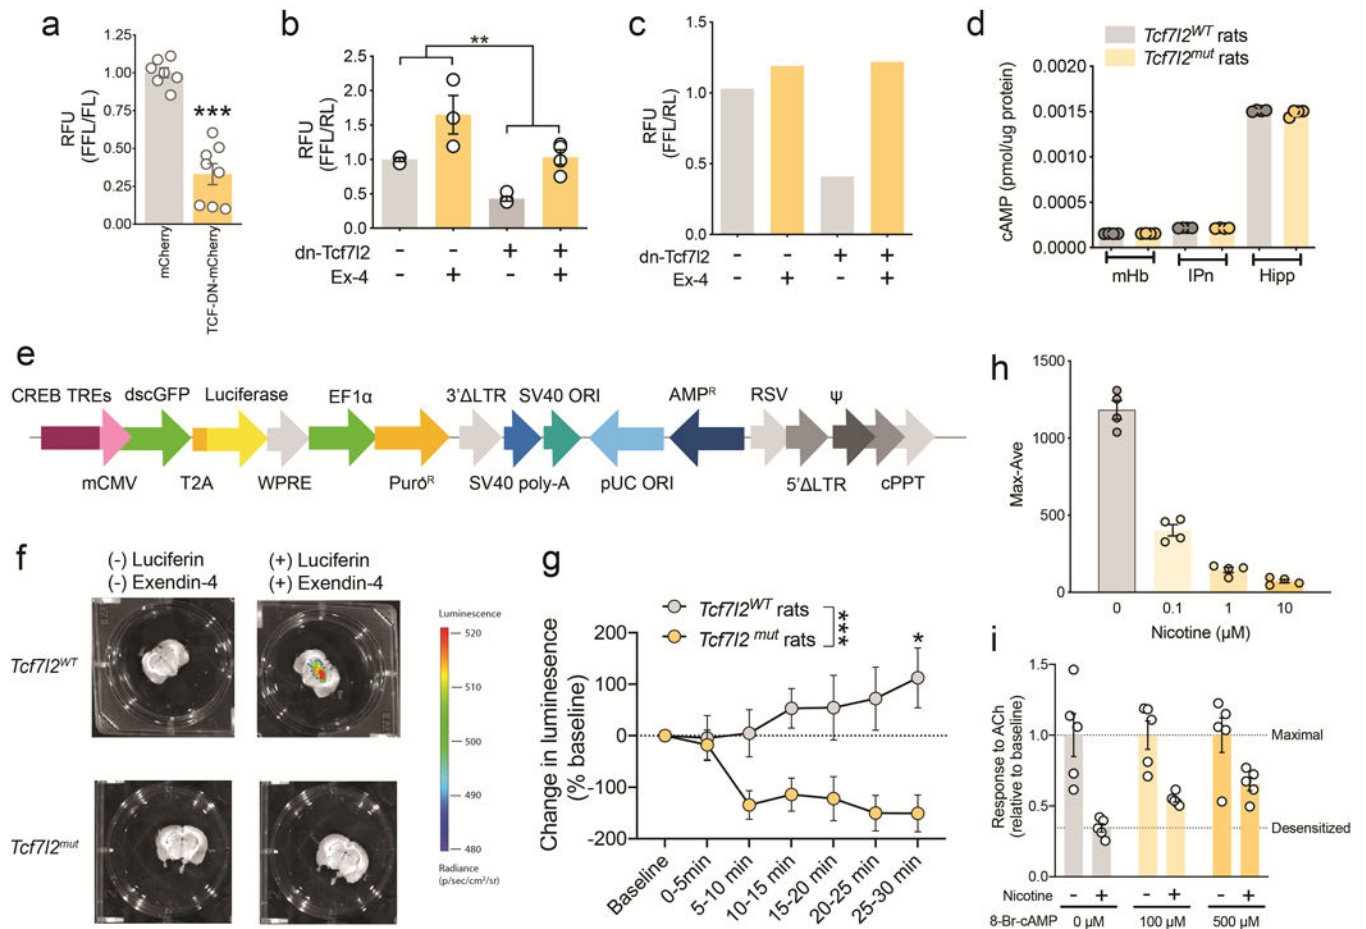 a
RFU
(FFL/FL)
1.00
0.50
0.25
0.00
***
mCherry
TCF-DN-mCherry
b
RFU
(FFL/RL)
2.5
2.0
1.5
1.0
0.5
0.0
**
dn-Tcf7l2 - - + +
Ex-4 - + - +
c
RFU
(FFL/RL)
1.5
1.0
0.5
0.0
dn-Tcf7l2 - - + +
Ex-4 - + - +
d
Tcf7l2WT rats
Tcf7l2mut rats
cAMP (pmol/ug protein)
0.0020
0.0015
0.0010
0.0005
0.0000
mHb IPn Hipp
e
CREB TREs dscGFP Luciferase EF1α 3'ΔLTR SV40 ORI AMPR RSV ψ
mCMV T2A WPRE PuróR SV40 poly-A pUC ORI 5'ΔLTR cPPT
f
(-) Luciferin
(-) Exendin-4
(+) Luciferin
(+) Exendin-4
Tcf7l2WT
Tcf7l2mut
Luminescence
520
510
500
490
480
Radiance
(p/sec/cm²/sr)
g
Tcf7l2WT rats
Tcf7l2 mut rats
***
*
Change in luminesence
(% baseline)
200
100
0
-100
-200
Baseline
0-5min
5-10 min
10-15 min
15-20 min
20-25 min
25-30 min
h
Max-Ave
1500
1000
500
0
0 0.1 1 10
Nicotine (µM)
i
Response to ACh
(relative to baseline)
1.5
1.0
0.5
0.0
Maximal
Desensitized
Nicotine - + - + - +
8-Br-cAMP 0 µM 100 µM 500 µM